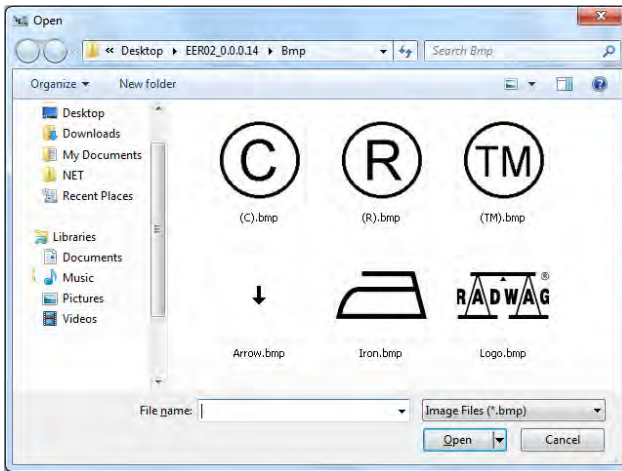 Open
« Desktop ▸ EER02_0.0.0.14 ▸ Bmp
Search Bmp
Organize ▾ New folder
Desktop
Downloads
My Documents
NET
Recent Places
Libraries
Documents
Music
Pictures
Videos
C R TM
(C).bmp (R).bmp (TM).bmp
RADWAG®
Arrow.bmp Iron.bmp Logo.bmp
File name: Image Files (*.bmp)
Open Cancel